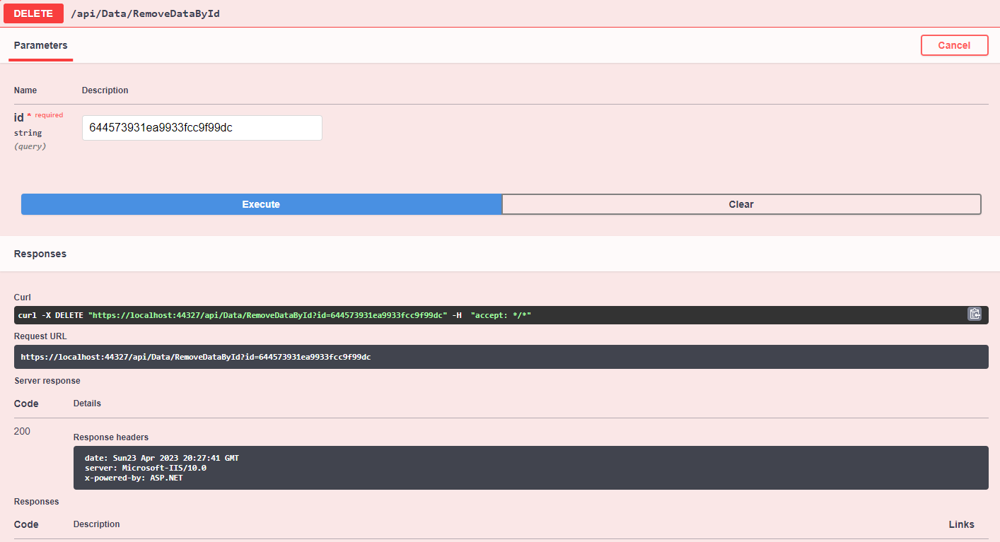 DELETE /api/Data/RemoveDataById
Parameters Cancel
Name Description
id * required
string
(query)
644573931ea9933fcc9f99dc
Execute Clear
Responses
Curl
curl -X DELETE "https://localhost:44327/api/Data/RemoveDataById?id=644573931ea9933fcc9f99dc" -H  "accept: */*"
Request URL
https://localhost:44327/api/Data/RemoveDataById?id=644573931ea9933fcc9f99dc
Server response
Code Details
200
Response headers
date: Sun23 Apr 2023 20:27:41 GMT
server: Microsoft-IIS/10.0
x-powered-by: ASP.NET
Responses
Code Description Links